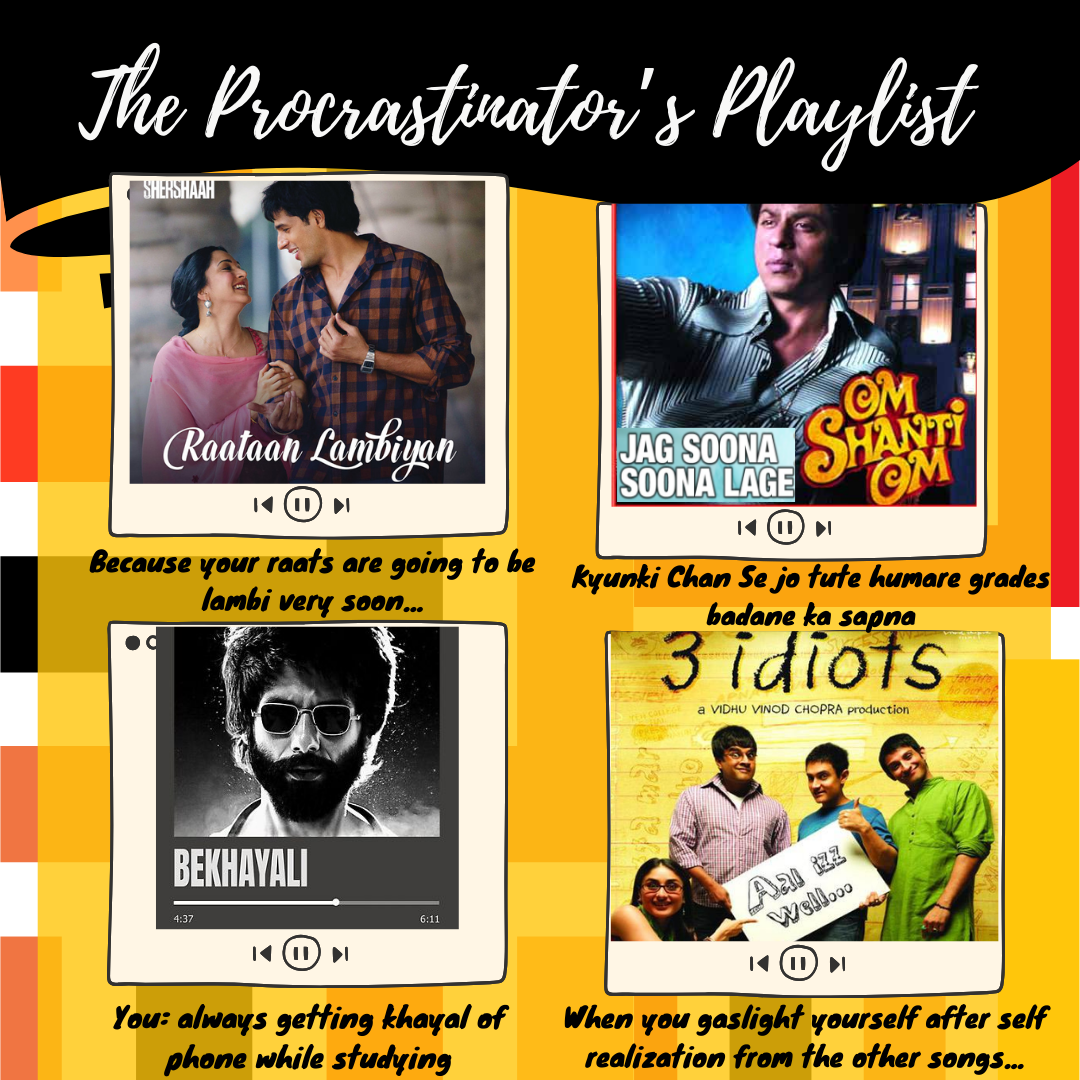 The Procrastinator's Playlist
SHERSHAAH
Raataan Lambiyan
Because your raats are going to be
lambi very soon...
OM
SHANTI
OM
JAG SOONA
SOONA LAGE
Kyunki Chan Se jo tute humare grades
badane ka sapna
BEKHAYALI
4:37
6:11
You: always getting khayal of
phone while studying
3 idiots
a VIDHU VINOD CHOPRA production
Aal izz
Well...
When you gaslight yourself after self
realization from the other songs...